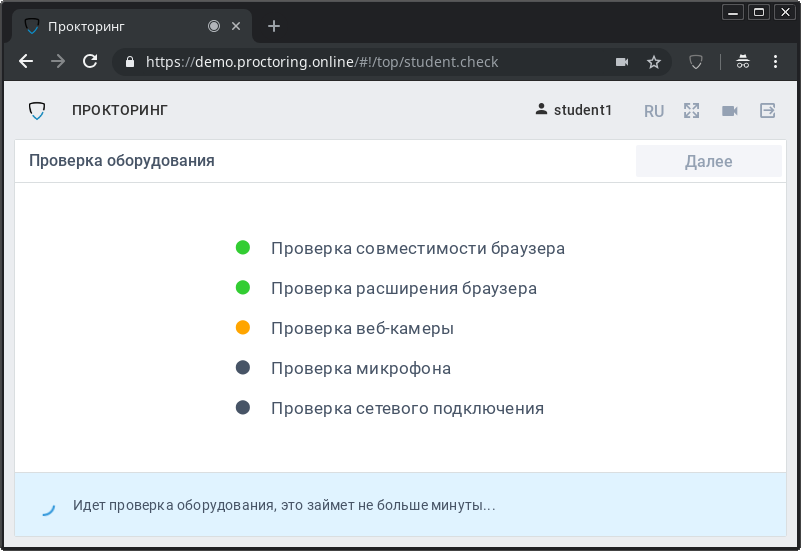 Прокторинг
https://demo.proctoring.online/#!/top/student.check
ПРОКТОРИНГ
student1
RU
Проверка оборудования
Далее
Проверка совместимости браузера
Проверка расширения браузера
Проверка веб-камеры
Проверка микрофона
Проверка сетевого подключения
Идет проверка оборудования, это займет не больше минуты...